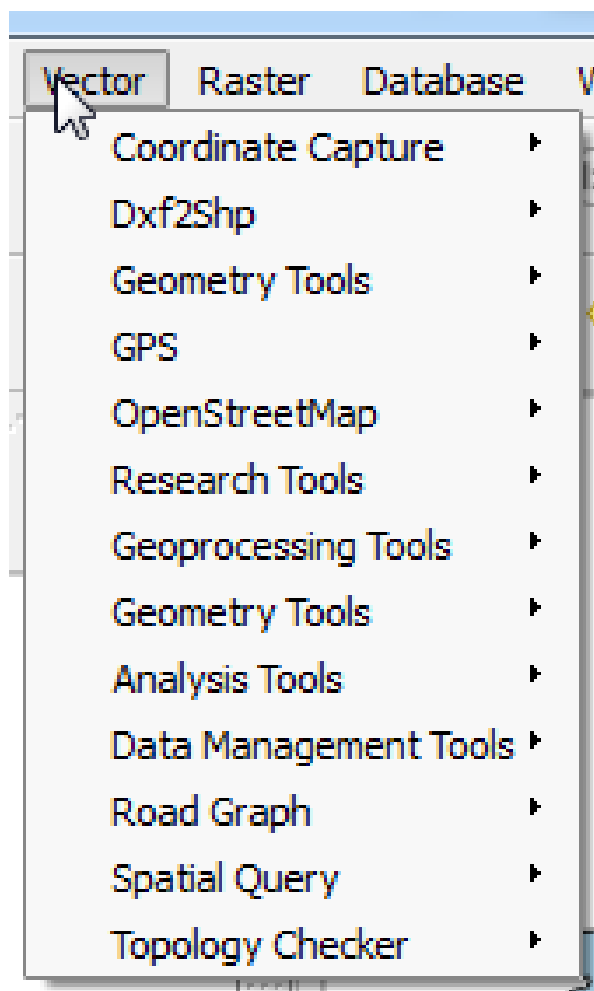 Vector Raster Database
Coordinate Capture
Dxf2Shp
Geometry Tools
GPS
OpenStreetMap
Research Tools
Geoprocessing Tools
Geometry Tools
Analysis Tools
Data Management Tools
Road Graph
Spatial Query
Topology Checker